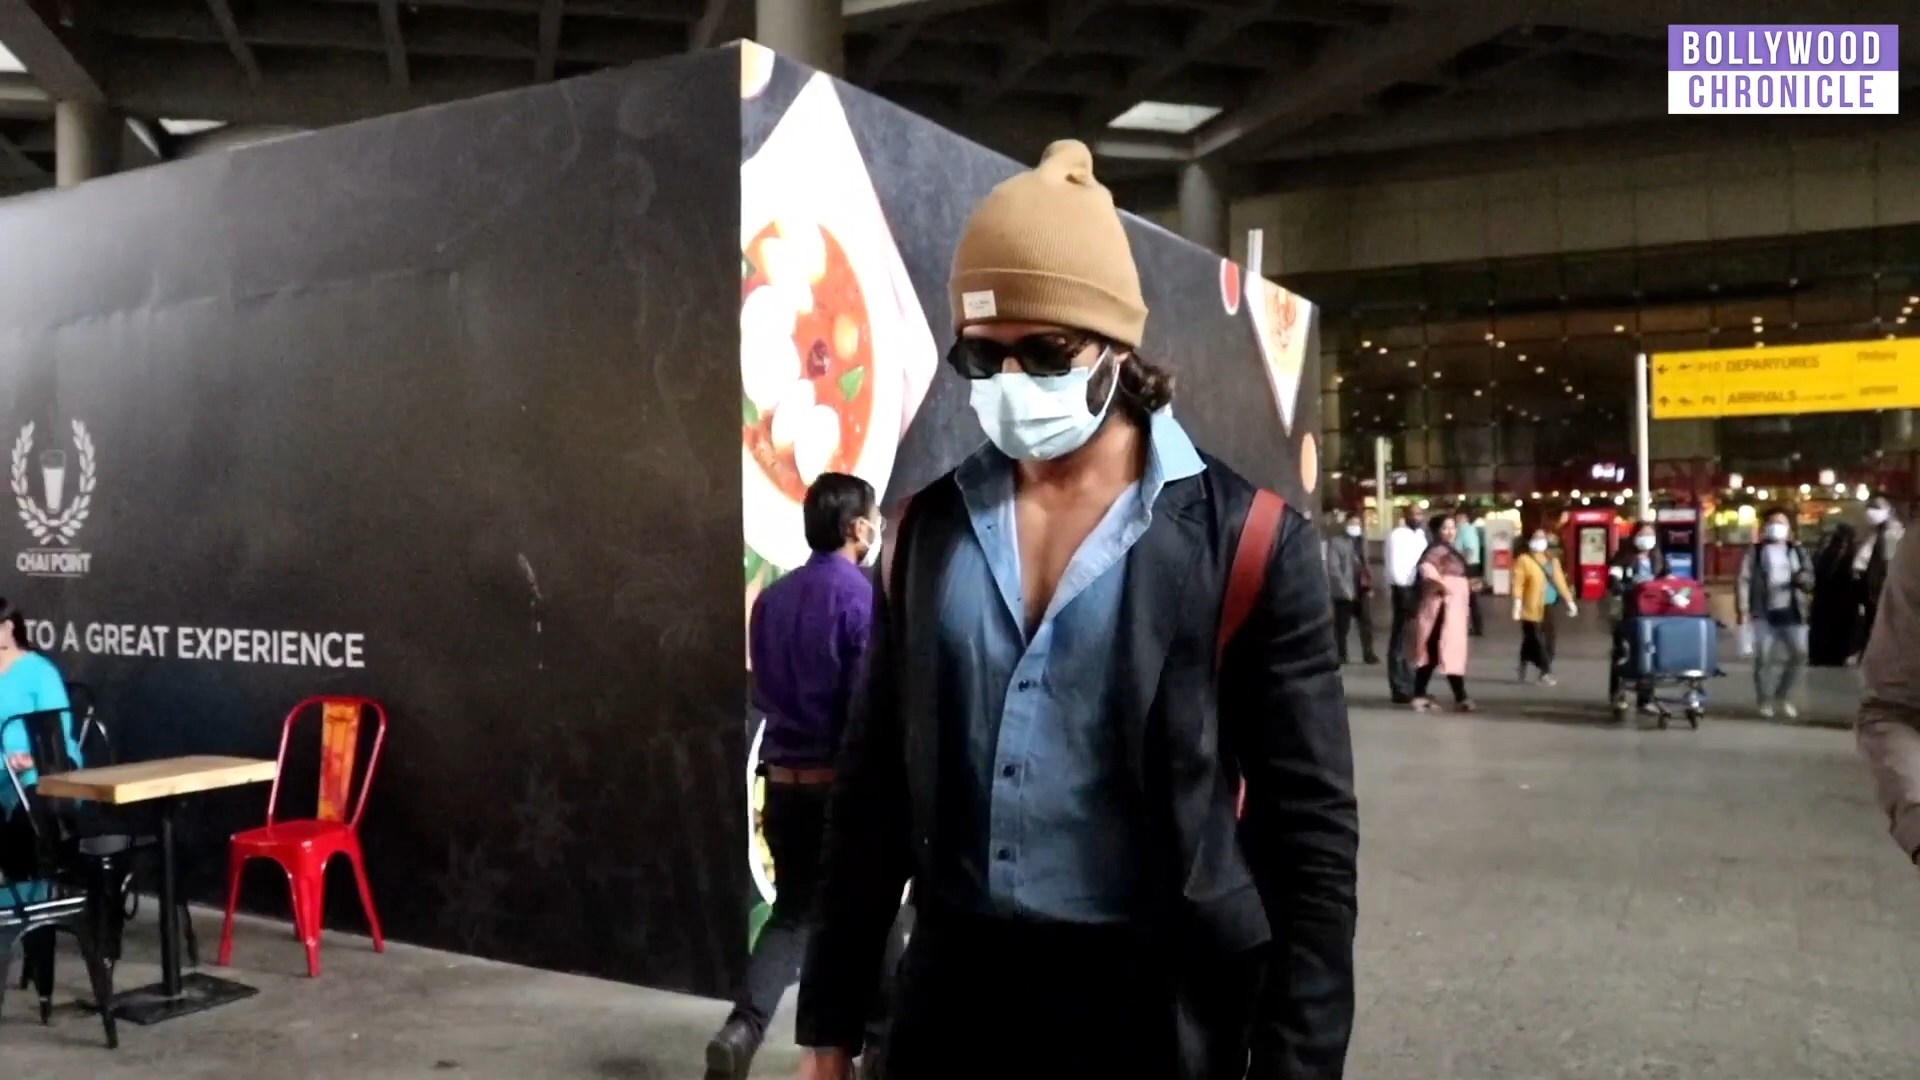 BOLLYWOOD
CHRONICLE
DEPARTURES
ARRIVALS
CHAI POINT
TO A GREAT EXPERIENCE